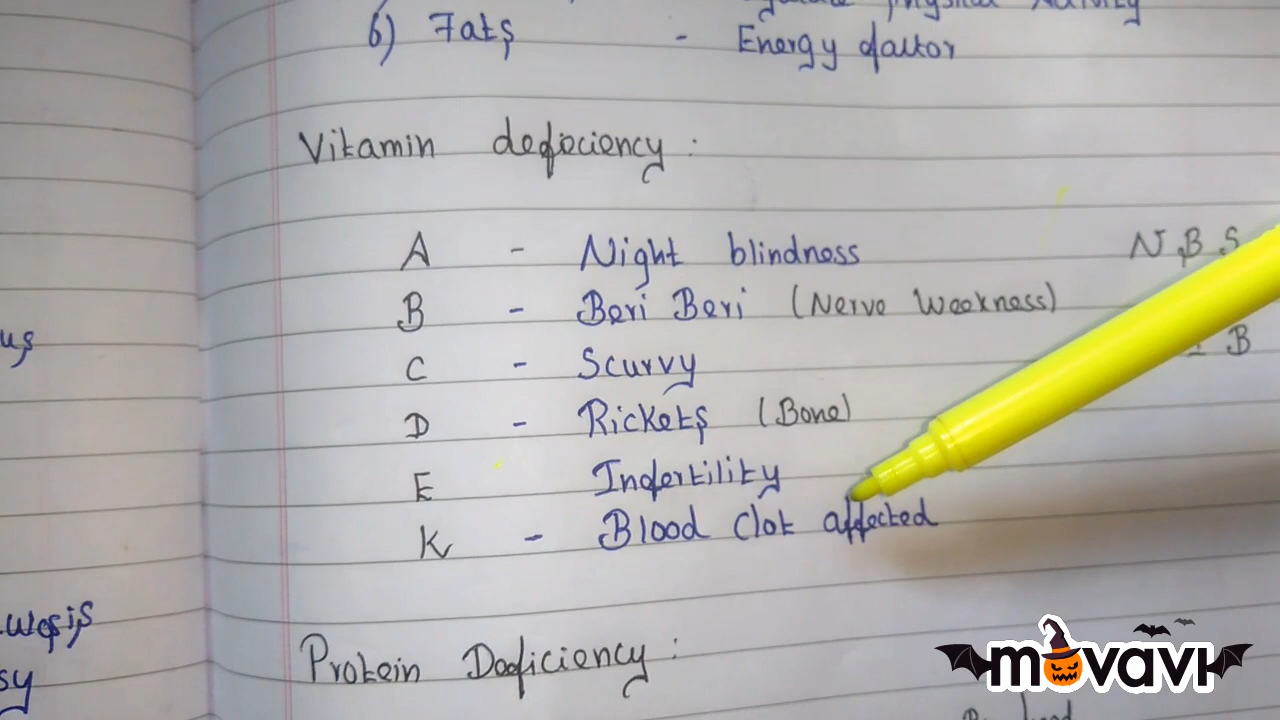 6) Fats - Energy factor
Vitamin deficiency :
A - Night blindness N B S
B - Beri Beri (Nerve Weakness)
C - Scurvy B
D - Rickets (Bone)
E Infertility
K - Blood Clot affected
Protein Deficiency :
movavi